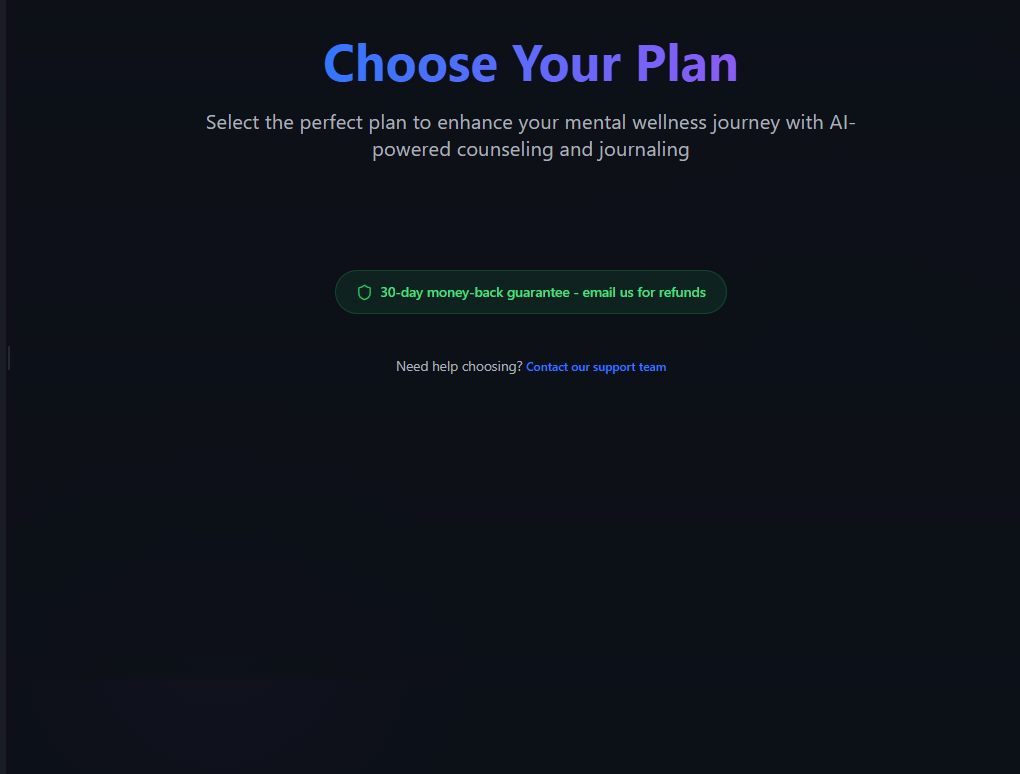 Choose Your Plan
Select the perfect plan to enhance your mental wellness journey with AI-
powered counseling and journaling
30-day money-back guarantee - email us for refunds
Need help choosing? Contact our support team